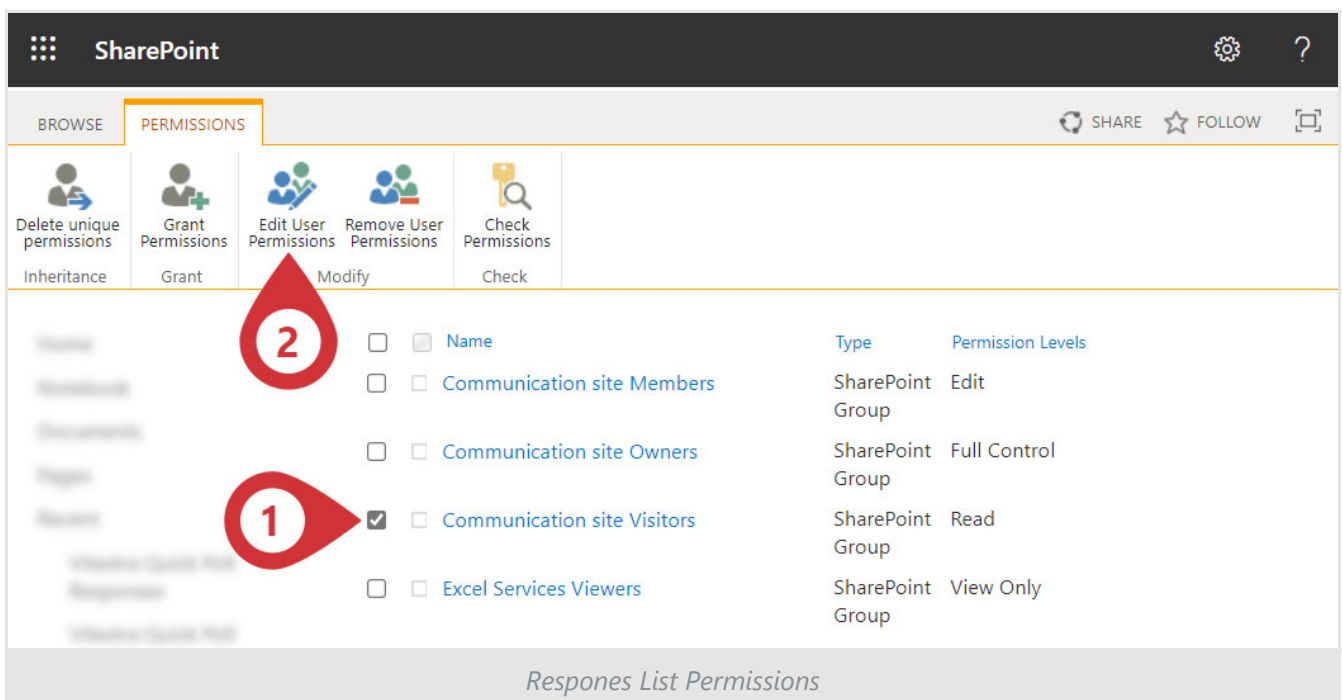 SharePoint ?
BROWSE PERMISSIONS SHARE FOLLOW
Delete unique permissions
Grant Permissions
Edit User Permissions
Remove User Permissions
Check Permissions
Inheritance Grant Modify Check
2
Name Type Permission Levels
Communication site Members SharePoint Group Edit
Communication site Owners SharePoint Group Full Control
1
Communication site Visitors SharePoint Group Read
Excel Services Viewers SharePoint Group View Only
Respones List Permissions